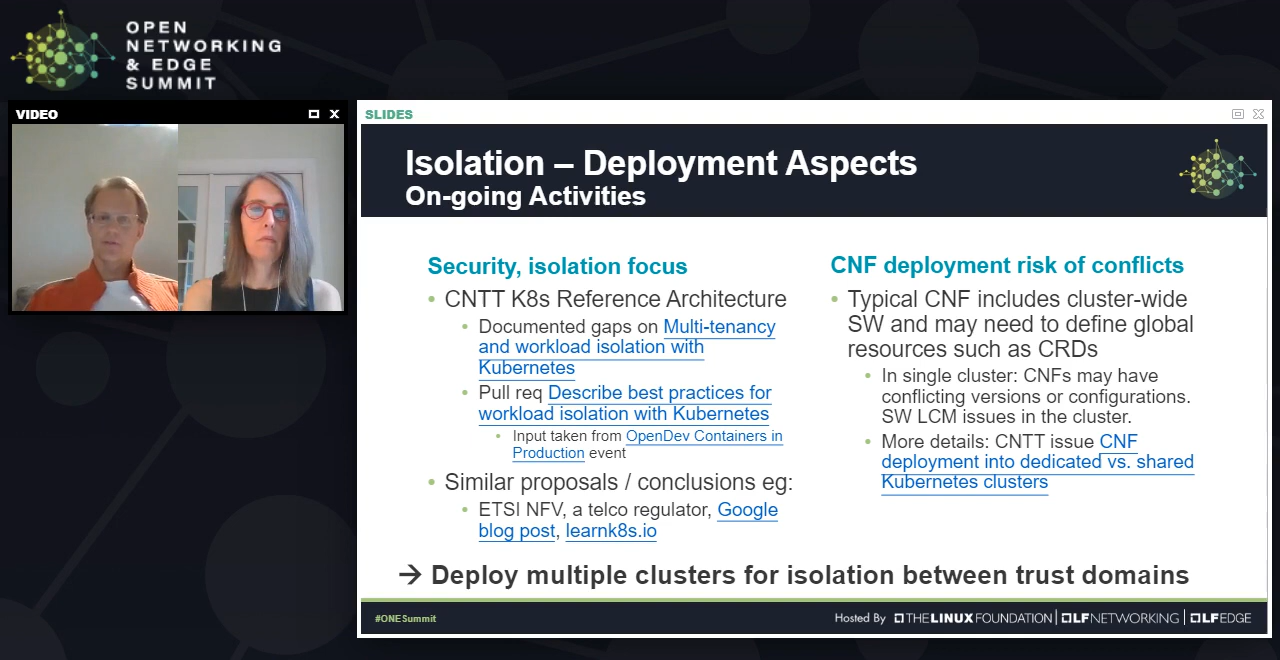 OPEN
NETWORKING
& EDGE
SUMMIT
VIDEO
SLIDES
Isolation – Deployment Aspects
On-going Activities
Security, isolation focus
• CNTT K8s Reference Architecture
• Documented gaps on Multi-tenancy
and workload isolation with
Kubernetes
• Pull req Describe best practices for
workload isolation with Kubernetes
• Input taken from OpenDev Containers in
Production event
• Similar proposals / conclusions eg:
• ETSI NFV, a telco regulator, Google
blog post, learnk8s.io
CNF deployment risk of conflicts
• Typical CNF includes cluster-wide
SW and may need to define global
resources such as CRDs
• In single cluster: CNFs may have
conflicting versions or configurations.
SW LCM issues in the cluster.
• More details: CNTT issue CNF
deployment into dedicated vs. shared
Kubernetes clusters
→ Deploy multiple clusters for isolation between trust domains
#ONESummit
Hosted By THE LINUX FOUNDATION | LF NETWORKING | LF EDGE